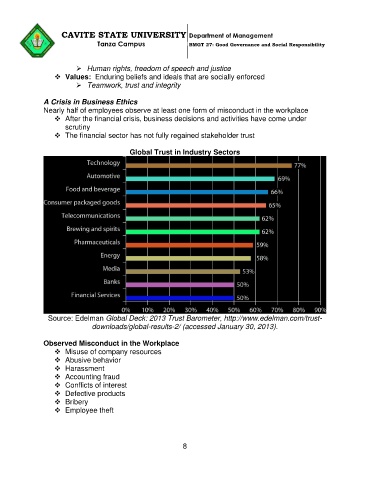 CAVITE STATE UNIVERSITY Department of Management
Tanza Campus BMGT 27- Good Governance and Social Responsibility
➢ Human rights, freedom of speech and justice
❖ Values: Enduring beliefs and ideals that are socially enforced
➢ Teamwork, trust and integrity
A Crisis in Business Ethics
Nearly half of employees observe at least one form of misconduct in the workplace
❖ After the financial crisis, business decisions and activities have come under
scrutiny
❖ The financial sector has not fully regained stakeholder trust
Global Trust in Industry Sectors
Technology 77%
Automotive 69%
Food and beverage 66%
Consumer packaged goods 65%
Telecommunications 62%
Brewing and spirits 62%
Pharmaceuticals 59%
Energy 58%
Media 53%
Banks 50%
Financial Services 50%
0% 10% 20% 30% 40% 50% 60% 70% 80% 90%
Source: Edelman Global Deck: 2013 Trust Barometer, http://www.edelman.com/trust-
downloads/global-results-2/ (accessed January 30, 2013).
Observed Misconduct in the Workplace
❖ Misuse of company resources
❖ Abusive behavior
❖ Harassment
❖ Accounting fraud
❖ Conflicts of interest
❖ Defective products
❖ Bribery
❖ Employee theft
8